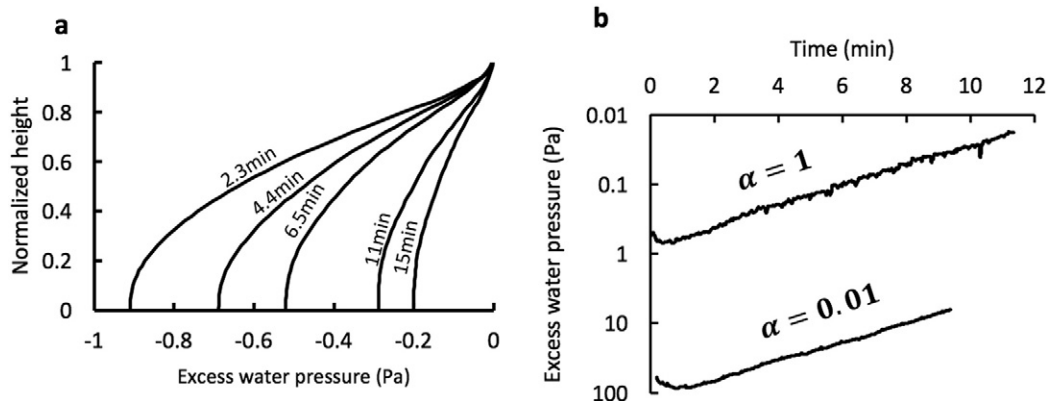 a
Normalized height
1
0.8
0.6
0.4
0.2
0
2.3min
4.4min
6.5min
11min
15min
-1
-0.8
-0.6
-0.4
-0.2
0
Excess water pressure (Pa)
b
Time (min)
0
2
4
6
8
10
12
Excess water pressure (Pa)
0.01
0.1
1
10
100
α = 1
α = 0.01